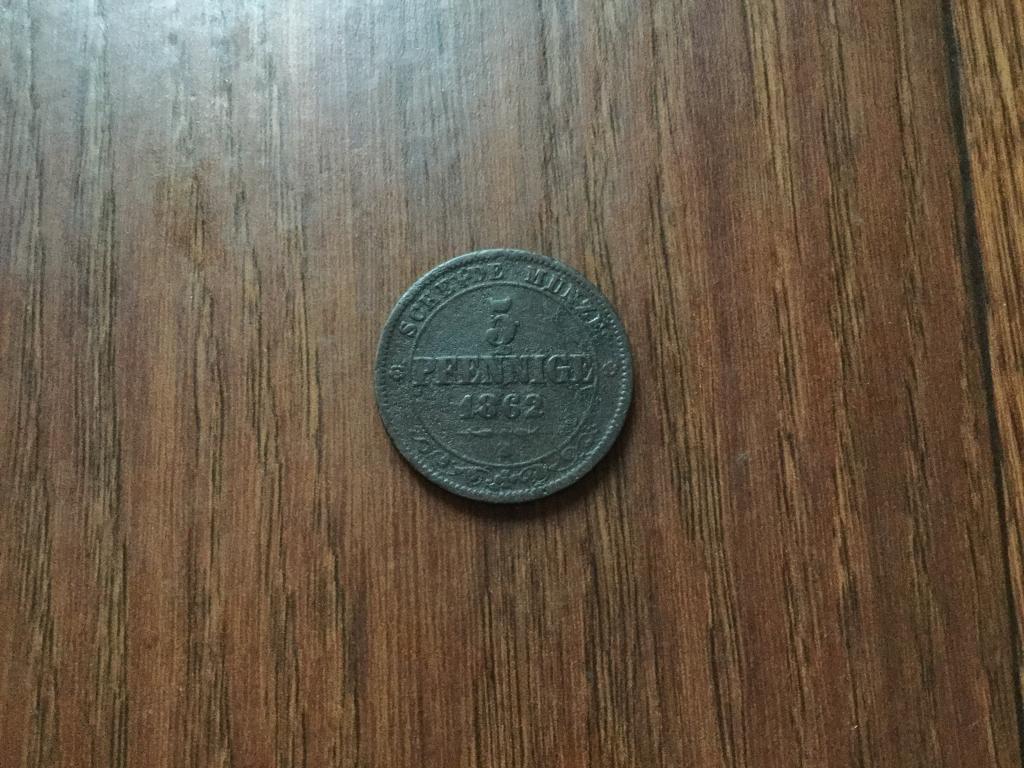 SCHEIDE MÜNZE
5
PFENNIGE
1862
B